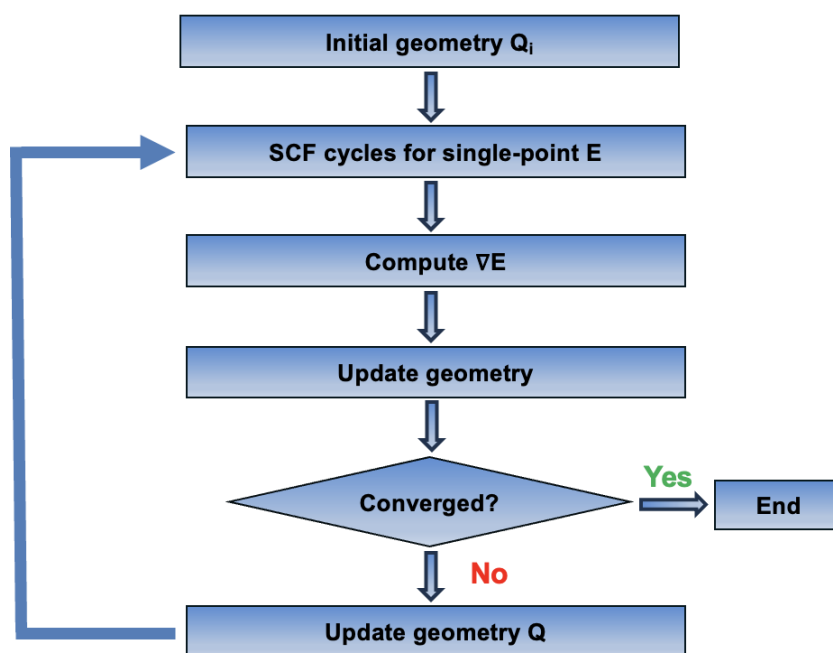 Initial geometry Qᵢ
SCF cycles for single-point E
Compute ∇E
Update geometry
Converged?
Yes
End
No
Update geometry Q